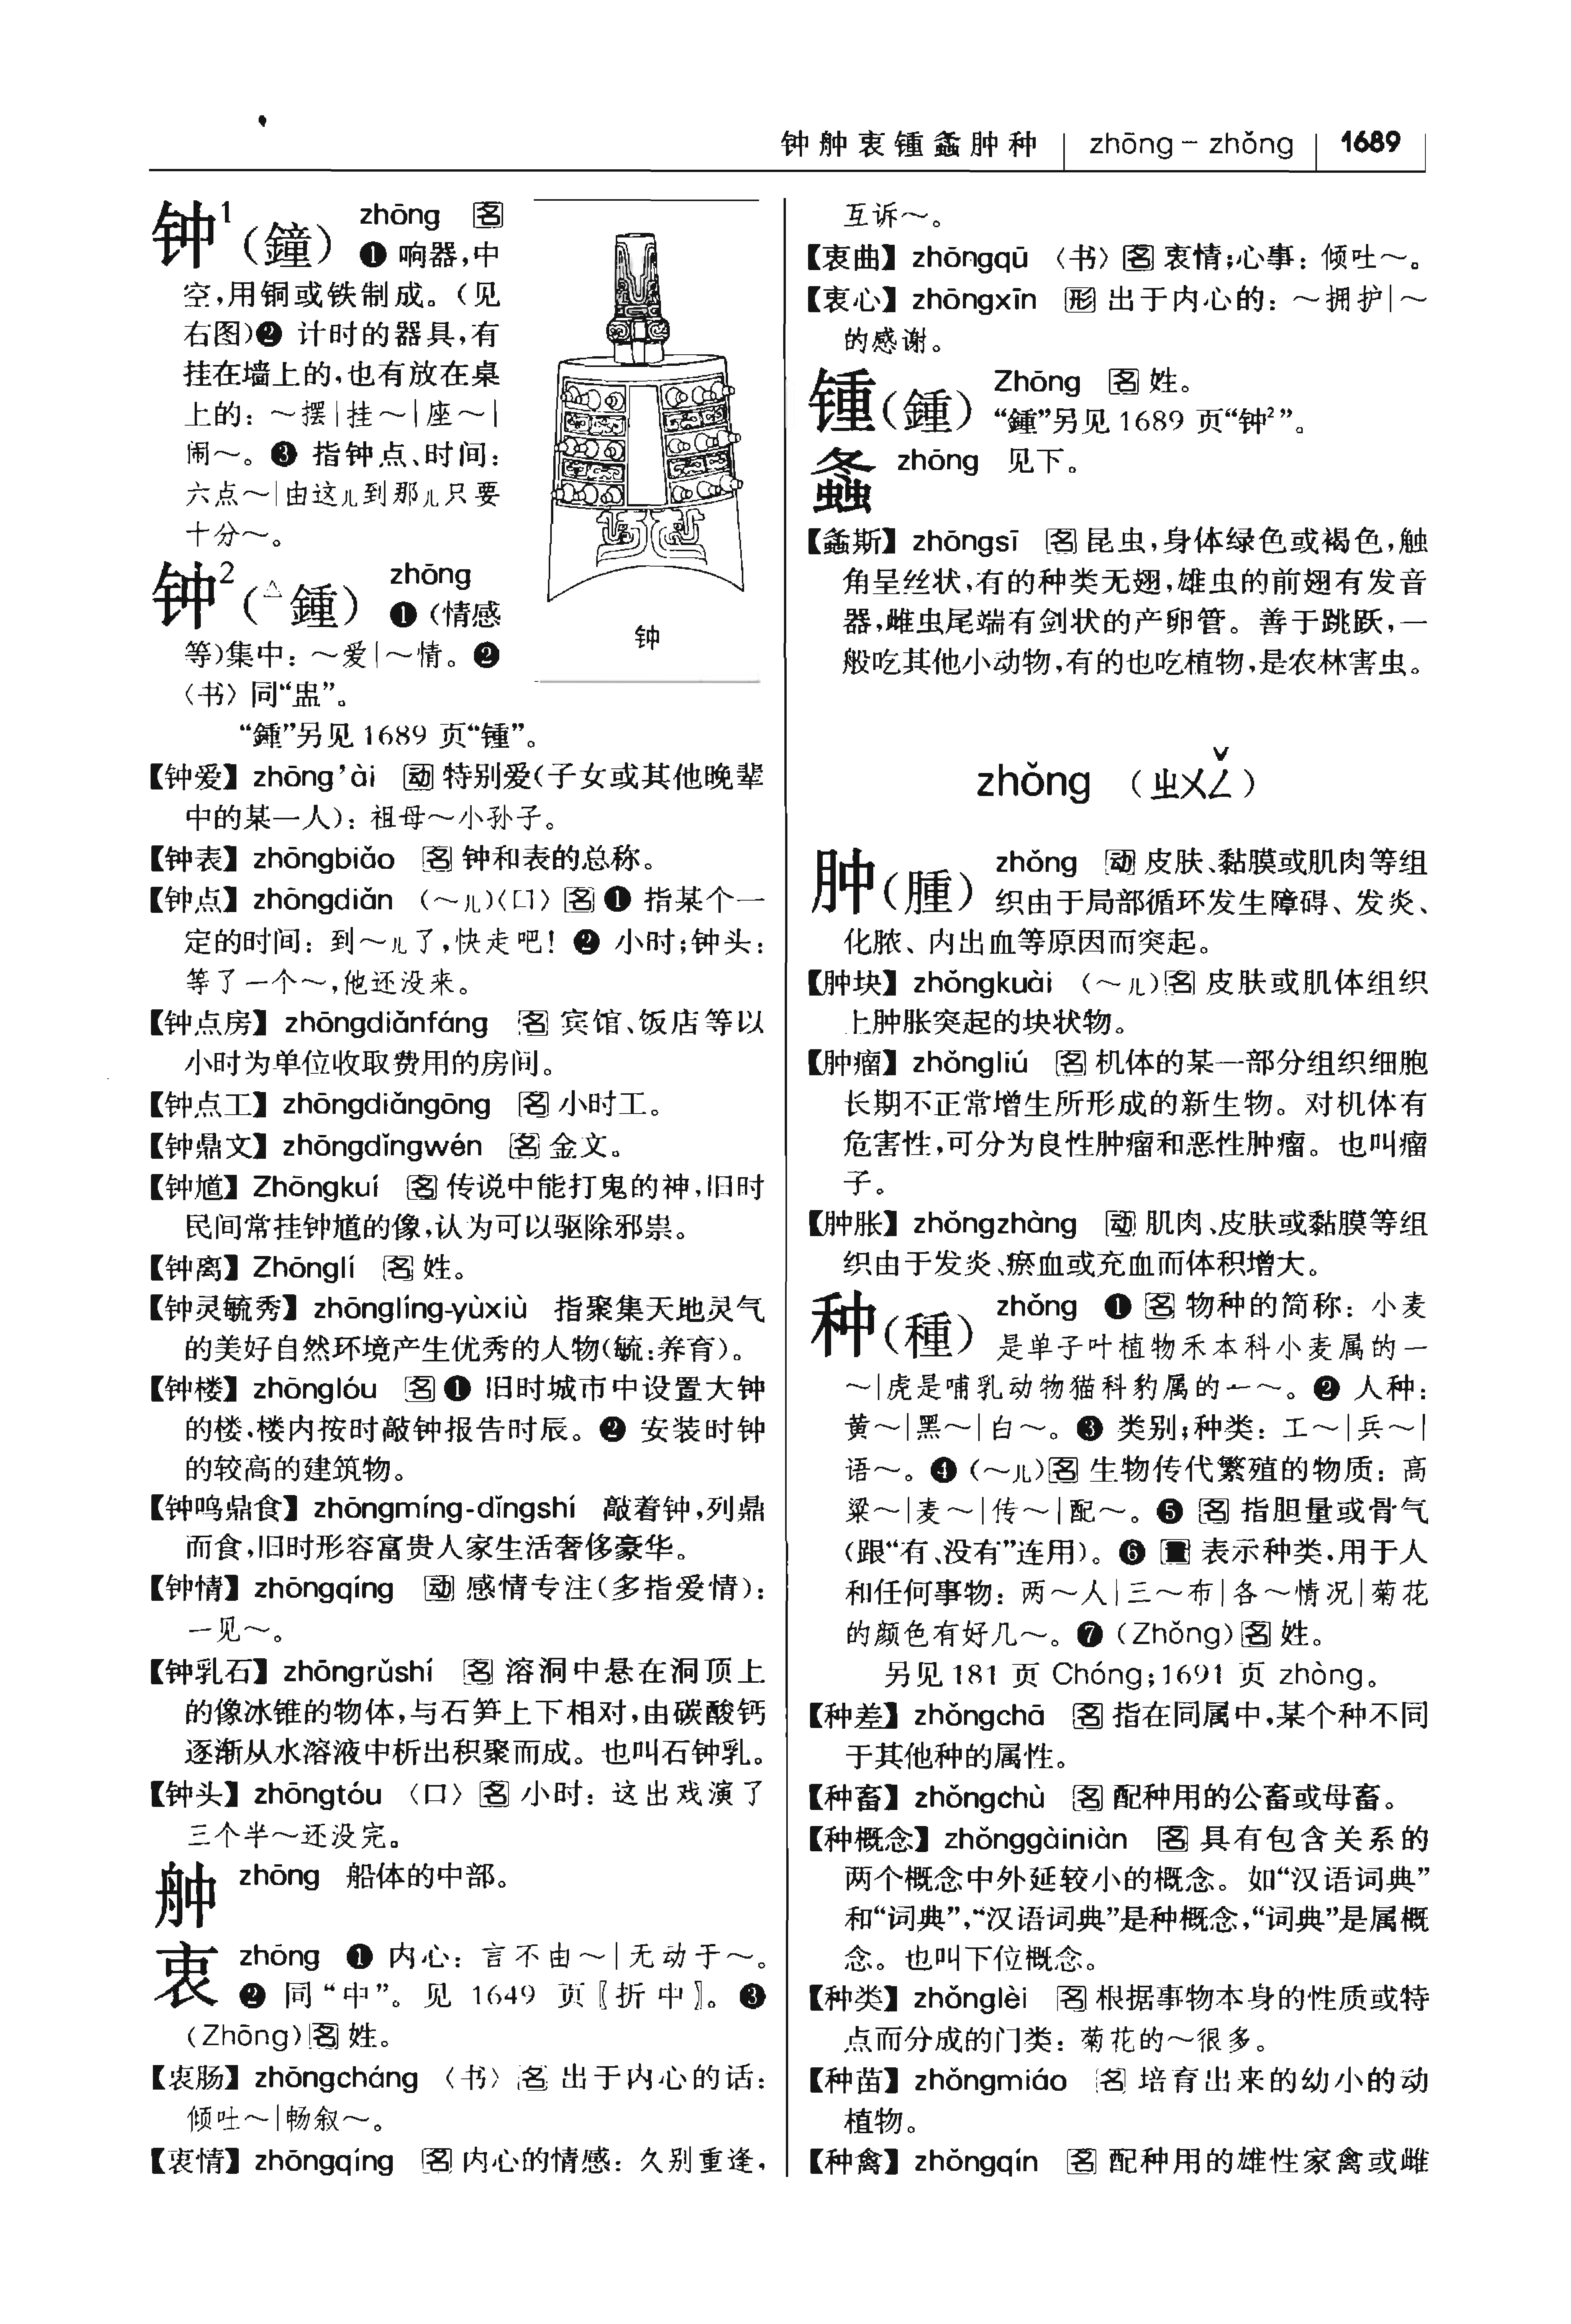 钟舯衷锺螽肿种 zhōng－zhǒng 1689
钟¹(鐘) zhōng 名
❶ 响器,中
空,用铜或铁制成。(见
右图)❷ 计时的器具,有
挂在墙上的,也有放在桌
上的：～摆|挂～|座～|
闹～。❸ 指钟点、时间：
六点～|由这儿到那儿只要
十分～。
钟²(△鍾) zhōng
❶(情感
等)集中：～爱|～情。❷
〈书〉同“盅”。
“鍾”另见 1689 页“锺”。
钟
【钟爱】zhōng’ài 动 特别爱(子女或其他晚辈
中的某一人)：祖母～小孙子。
【钟表】zhōngbiǎo 名 钟和表的总称。
【钟点】zhōngdiǎn (～儿)〈口〉名 ❶ 指某个一
定的时间：到～儿了,快走吧! ❷ 小时;钟头：
等了一个～,他还没来。
【钟点房】zhōngdiǎnfáng 名 宾馆、饭店等以
小时为单位收取费用的房间。
【钟点工】zhōngdiǎngōng 名 小时工。
【钟鼎文】zhōngdǐngwén 名 金文。
【钟馗】Zhōngkuí 名 传说中能打鬼的神,旧时
民间常挂钟馗的像,认为可以驱除邪祟。
【钟离】Zhōnglí 名 姓。
【钟灵毓秀】zhōnglíng-yùxiù 指聚集天地灵气
的美好自然环境产生优秀的人物(毓:养育)。
【钟楼】zhōnglóu 名 ❶ 旧时城市中设置大钟
的楼,楼内按时敲钟报告时辰。❷ 安装时钟
的较高的建筑物。
【钟鸣鼎食】zhōngmíng-dǐngshí 敲着钟,列鼎
而食,旧时形容富贵人家生活奢侈豪华。
【钟情】zhōngqíng 动 感情专注(多指爱情)：
一见～。
【钟乳石】zhōngrǔshí 名 溶洞中悬在洞顶上
的像冰锥的物体,与石笋上下相对,由碳酸钙
逐渐从水溶液中析出积聚而成。也叫石钟乳。
【钟头】zhōngtóu 〈口〉名 小时：这出戏演了
三个半～还没完。
舯 zhōng 船体的中部。
衷 zhōng ❶ 内心：言不由～|无动于～。
❷ 同“中”。见 1649 页〖折中〗。❸
(Zhōng)名 姓。
【衷肠】zhōngcháng 〈书〉名 出于内心的话：
倾吐～|畅叙～。
【衷情】zhōngqíng 名 内心的情感：久别重逢,
互诉～。
【衷曲】zhōngqū 〈书〉名 衷情;心事：倾吐～。
【衷心】zhōngxīn 形 出于内心的：～拥护|～
的感谢。
锺(鍾) Zhōng 名 姓。
“鍾”另见 1689 页“钟²”。
螽 zhōng 见下。
【螽斯】zhōngsī 名 昆虫,身体绿色或褐色,触
角呈丝状,有的种类无翅,雄虫的前翅有发音
器,雌虫尾端有剑状的产卵管。善于跳跃,一
般吃其他小动物,有的也吃植物,是农林害虫。
zhǒng (ㄓㄨㄥˇ)
肿(腫) zhǒng 动 皮肤、黏膜或肌肉等组
织由于局部循环发生障碍、发炎、
化脓、内出血等原因而突起。
【肿块】zhǒngkuài (～儿)名 皮肤或肌体组织
上肿胀突起的块状物。
【肿瘤】zhǒngliú 名 机体的某一部分组织细胞
长期不正常增生所形成的新生物。对机体有
危害性,可分为良性肿瘤和恶性肿瘤。也叫瘤
子。
【肿胀】zhǒngzhàng 动 肌肉、皮肤或黏膜等组
织由于发炎、瘀血或充血而体积增大。
种(種) zhǒng ❶ 名 物种的简称：小麦
是单子叶植物禾本科小麦属的一
～|虎是哺乳动物猫科豹属的一～。❷ 人种：
黄～|黑～|白～。❸ 类别;种类：工～|兵～|
语～。❹(～儿)名 生物传代繁殖的物质：高
粱～|麦～|传～|配～。❺ 名 指胆量或骨气
(跟“有、没有”连用)。❻ 量 表示种类,用于人
和任何事物：两～人|三～布|各～情况|菊花
的颜色有好几～。❼(Zhǒng)名 姓。
另见 181 页 Chóng;1691 页 zhòng。
【种差】zhǒngchā 名 指在同属中,某个种不同
于其他种的属性。
【种畜】zhǒngchù 名 配种用的公畜或母畜。
【种概念】zhǒnggàiniàn 名 具有包含关系的
两个概念中外延较小的概念。如“汉语词典”
和“词典”,“汉语词典”是种概念,“词典”是属概
念。也叫下位概念。
【种类】zhǒnglèi 名 根据事物本身的性质或特
点而分成的门类：菊花的～很多。
【种苗】zhǒngmiáo 名 培育出来的幼小的动
植物。
【种禽】zhǒngqín 名 配种用的雄性家禽或雌